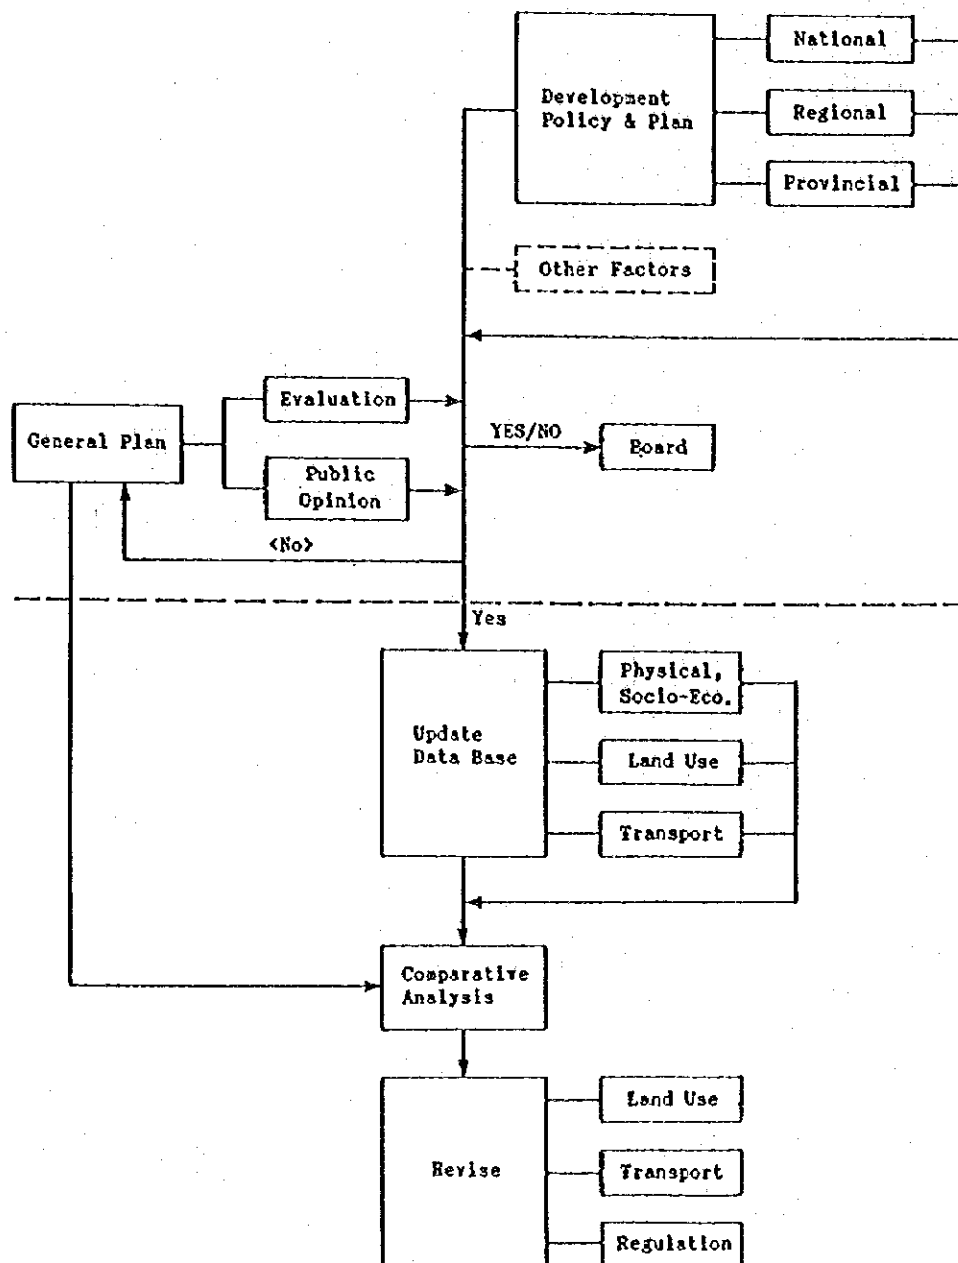 National
Development
Policy & Plan
Regional
Provincial
Other Factors
Evaluation
General Plan
YES/NO
Board
Public
Opinion
<No>
Yes
Physical,
Socio-Eco.
Update
Data Base
Land Use
Transport
Comparative
Analysis
Land Use
Revise
Transport
Regulation